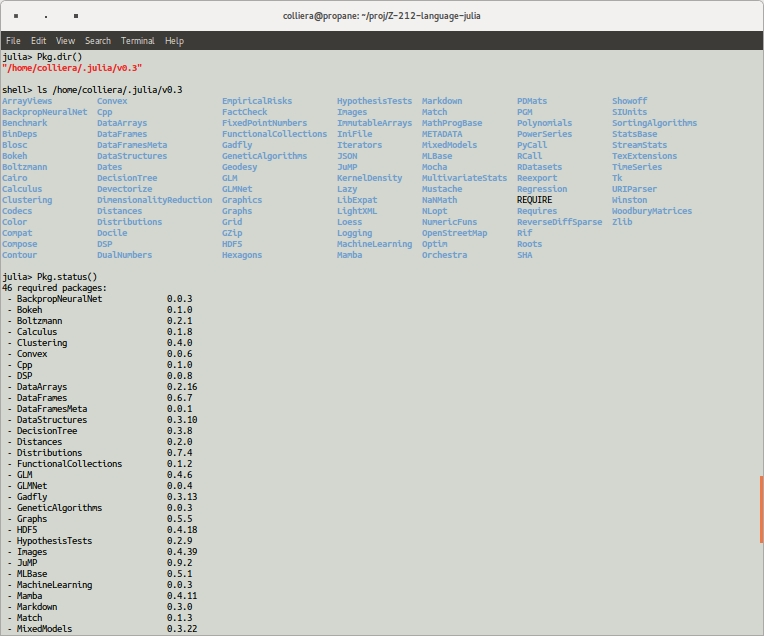 colliera@propane: ~/proj/Z-212-language-julia
File Edit View Search Terminal Help
julia> Pkg.dir()
"/home/colliera/.julia/v0.3"
shell> ls /home/colliera/.julia/v0.3
ArrayViews Convex EmpiricalRisks HypothesisTests Markdown PDMats Showoff
BackpropNeuralNet Cpp FactCheck Images Match PGM SIUnits
Benchmark DataArrays FixedPointNumbers ImmutableArrays MathProgBase Polynomials SortingAlgorithms
BinDeps DataFrames FunctionalCollections IniFile METADATA PowerSeries StatsBase
Blosc DataFramesMeta Gadfly Iterators MixedModels PyCall StreamStats
Bokeh DataStructures GeneticAlgorithms JSON MLBase RCall TexExtensions
Boltzmann Dates Geodesy JuMP Mocha RDatasets TimeSeries
Cairo DecisionTree GLM KernelDensity MultivariateStats Reexport Tk
Calculus Devectorize GLMNet Lazy Mustache Regression URIParser
Clustering DimensionalityReduction Graphics LibExpat NaNMath REQUIRE Winston
Codecs Distances Graphs LightXML NLopt Requires WoodburyMatrices
Color Distributions Grid Loess NumericFuns ReverseDiffSparse Zlib
Compat Docile GZip Logging OpenStreetMap Rif
Compose DSP HDF5 MachineLearning Optim Roots
Contour DualNumbers Hexagons Mamba Orchestra SHA
julia> Pkg.status()
46 required packages:
- BackpropNeuralNet 0.0.3
- Bokeh 0.1.0
- Boltzmann 0.2.1
- Calculus 0.1.8
- Clustering 0.4.0
- Convex 0.0.6
- Cpp 0.1.0
- DSP 0.0.8
- DataArrays 0.2.16
- DataFrames 0.6.7
- DataFramesMeta 0.0.1
- DataStructures 0.3.10
- DecisionTree 0.3.8
- Distances 0.2.0
- Distributions 0.7.4
- FunctionalCollections 0.1.2
- GLM 0.4.6
- GLMNet 0.0.4
- Gadfly 0.3.13
- GeneticAlgorithms 0.0.3
- Graphs 0.5.5
- HDF5 0.4.18
- HypothesisTests 0.2.9
- Images 0.4.39
- JuMP 0.9.2
- MLBase 0.5.1
- MachineLearning 0.0.3
- Mamba 0.4.11
- Markdown 0.3.0
- Match 0.1.3
- MixedModels 0.3.22